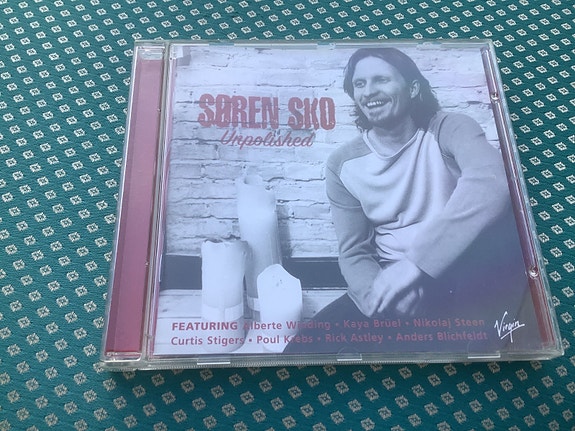 SØREN SKO
Unpolished
FEATURING Alberte Winding • Kaya Brüel • Nikolaj Steen
Curtis Stigers • Poul Krebs • Rick Astley • Anders Blichfeldt
Virgin